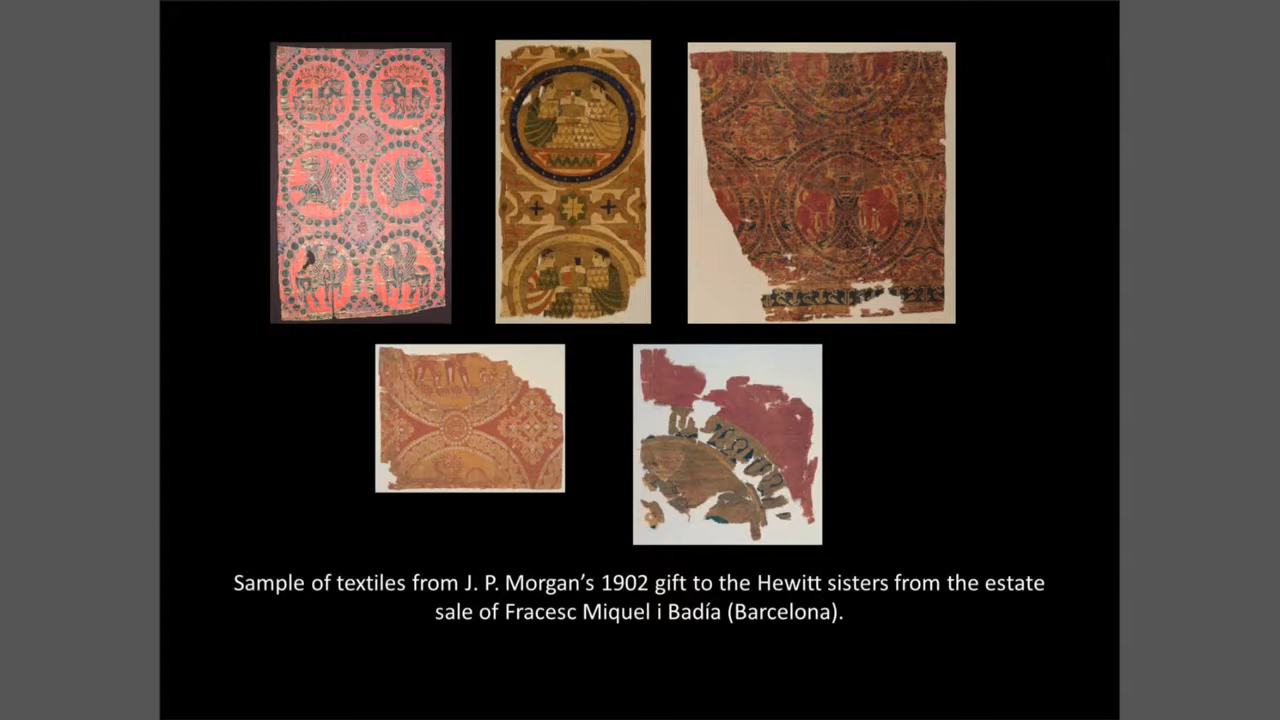 Sample of textiles from J. P. Morgan’s 1902 gift to the Hewitt sisters from the estate
sale of Fracesc Miquel i Badía (Barcelona).